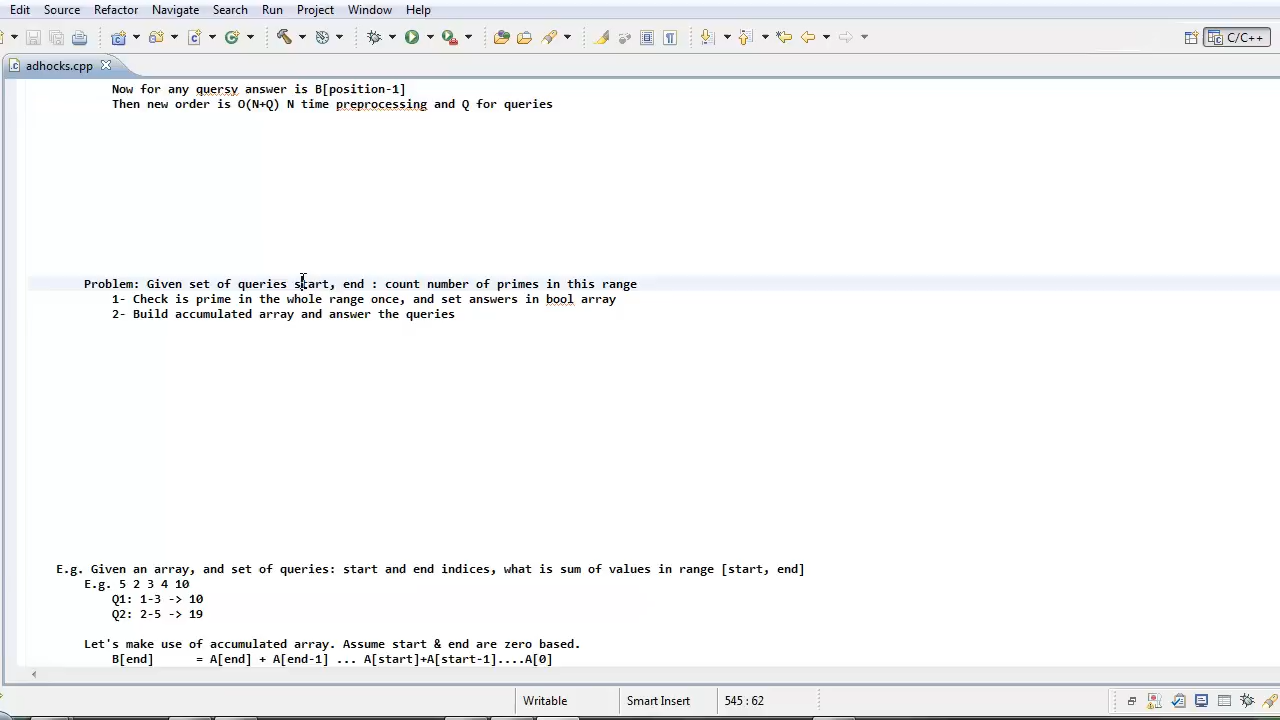 Edit Source Refactor Navigate Search Run Project Window Help
C/C++
adhocks.cpp
Now for any quersy answer is B[position-1]
Then new order is O(N+Q) N time preprocessing and Q for queries
Problem: Given set of queries start, end : count number of primes in this range
1- Check is prime in the whole range once, and set answers in bool array
2- Build accumulated array and answer the queries
E.g. Given an array, and set of queries: start and end indices, what is sum of values in range [start, end]
E.g. 5 2 3 4 10
Q1: 1-3 -> 10
Q2: 2-5 -> 19
Let's make use of accumulated array. Assume start & end are zero based.
B[end] = A[end] + A[end-1] ... A[start]+A[start-1]....A[0]
Writable Smart Insert 545 : 62